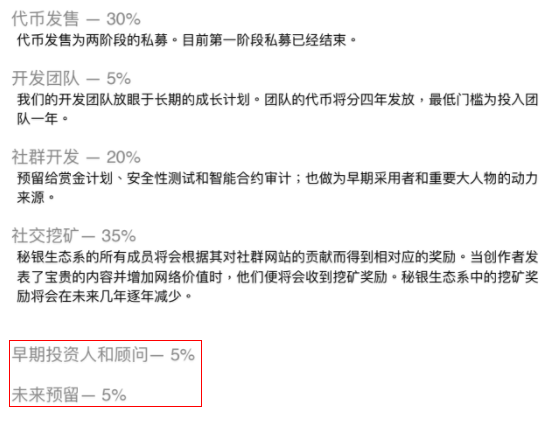 代币发售 — 30%
代币发售为两阶段的私募。目前第一阶段私募已经结束。
开发团队 — 5%
我们的开发团队放眼于长期的成长计划。团队的代币将分四年发放，最低门槛为投入团
队一年。
社群开发 — 20%
预留给赏金计划、安全性测试和智能合约审计；也做为早期采用者和重要大人物的动力
来源。
社交挖矿— 35%
秘银生态系的所有成员将会根据其对社群网站的贡献而得到相对应的奖励。当创作者发
表了宝贵的内容并增加网络价值时，他们便将会收到挖矿奖励。秘银生态系中的挖矿奖
励将会在未来几年逐年减少。
早期投资人和顾问— 5%
未来预留— 5%